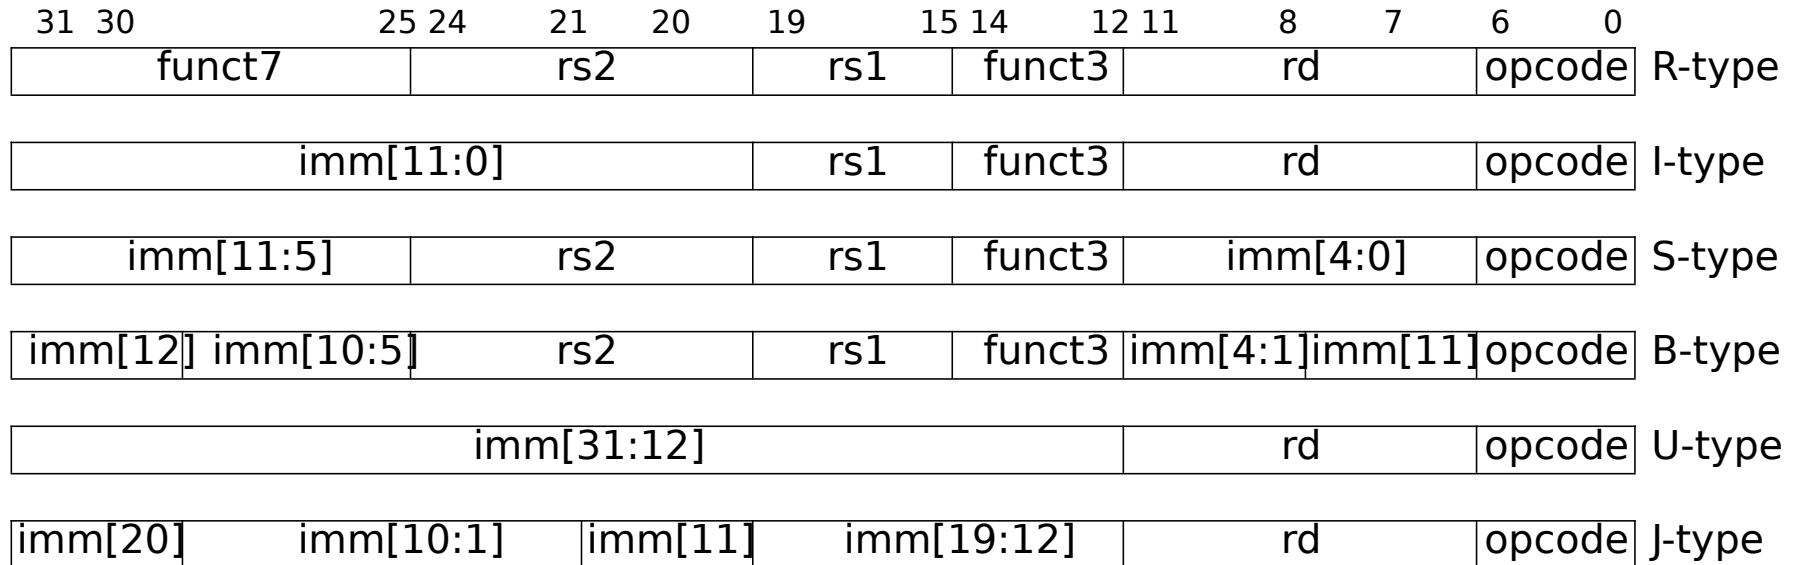 31 30 25 24 21 20 19 15 14 12 11 8 7 6 0
funct7 rs2 rs1 funct3 rd opcode R-type
imm[11:0] rs1 funct3 rd opcode I-type
imm[11:5] rs2 rs1 funct3 imm[4:0] opcode S-type
imm[12] imm[10:5] rs2 rs1 funct3 imm[4:1] imm[11] opcode B-type
imm[31:12] rd opcode U-type
imm[20] imm[10:1] imm[11] imm[19:12] rd opcode J-type